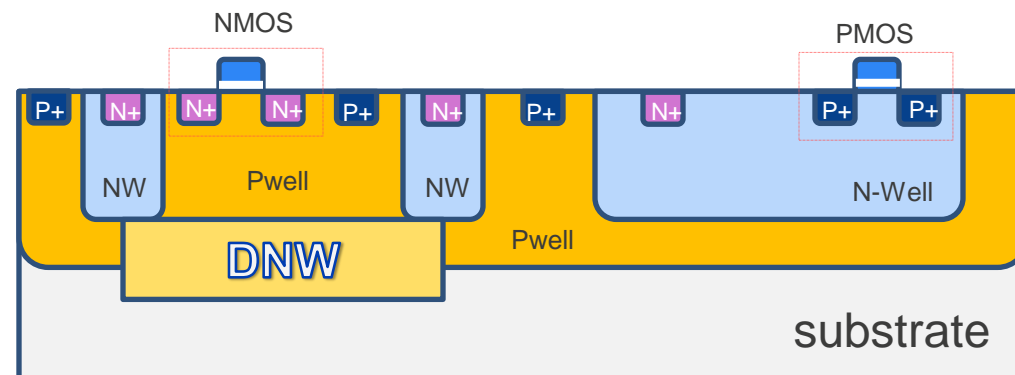 NMOS
PMOS
P+ N+ N+ N+ P+ N+ P+ N+ P+ P+
NW Pwell NW N-Well
Pwell
DNW
substrate